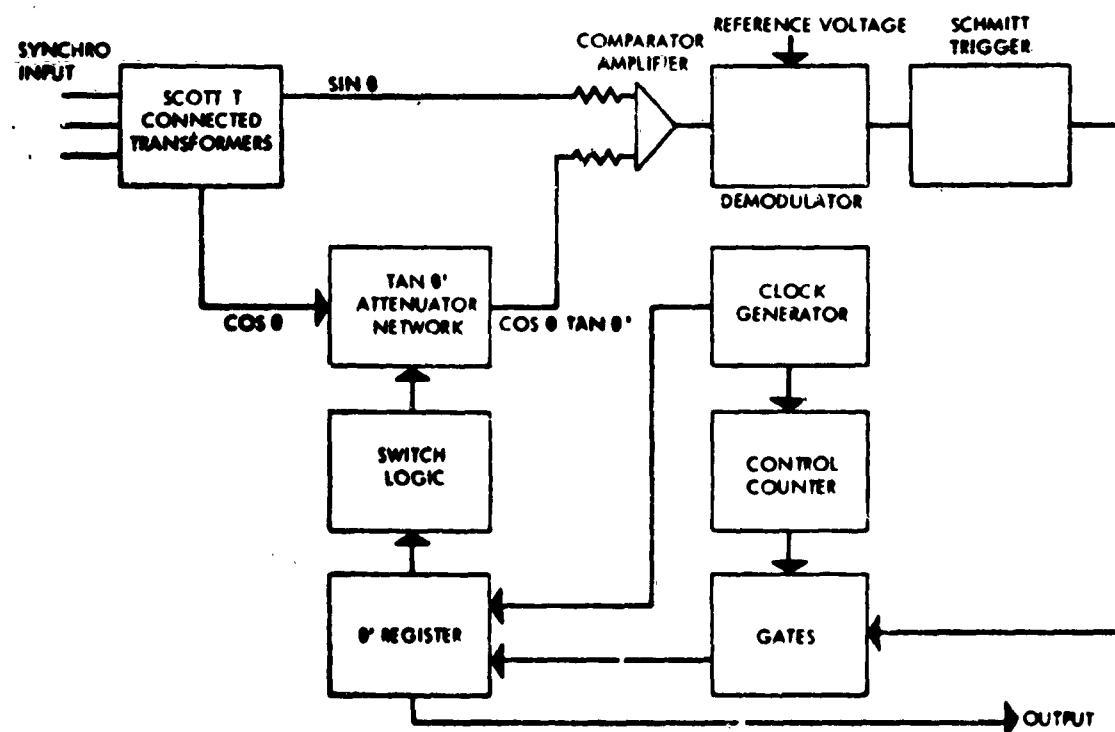 SYNCHRO
INPUT
SCOTT T
CONNECTED
TRANSFORMERS
SIN θ
COMPARATOR
AMPLIFIER
REFERENCE VOLTAGE
SCHMITT
TRIGGER
DEMODULATOR
TAN θ'
ATTENUATOR
NETWORK
COS θ
COS θ TAN θ'
CLOCK
GENERATOR
SWITCH
LOGIC
CONTROL
COUNTER
θ' REGISTER
GATES
OUTPUT